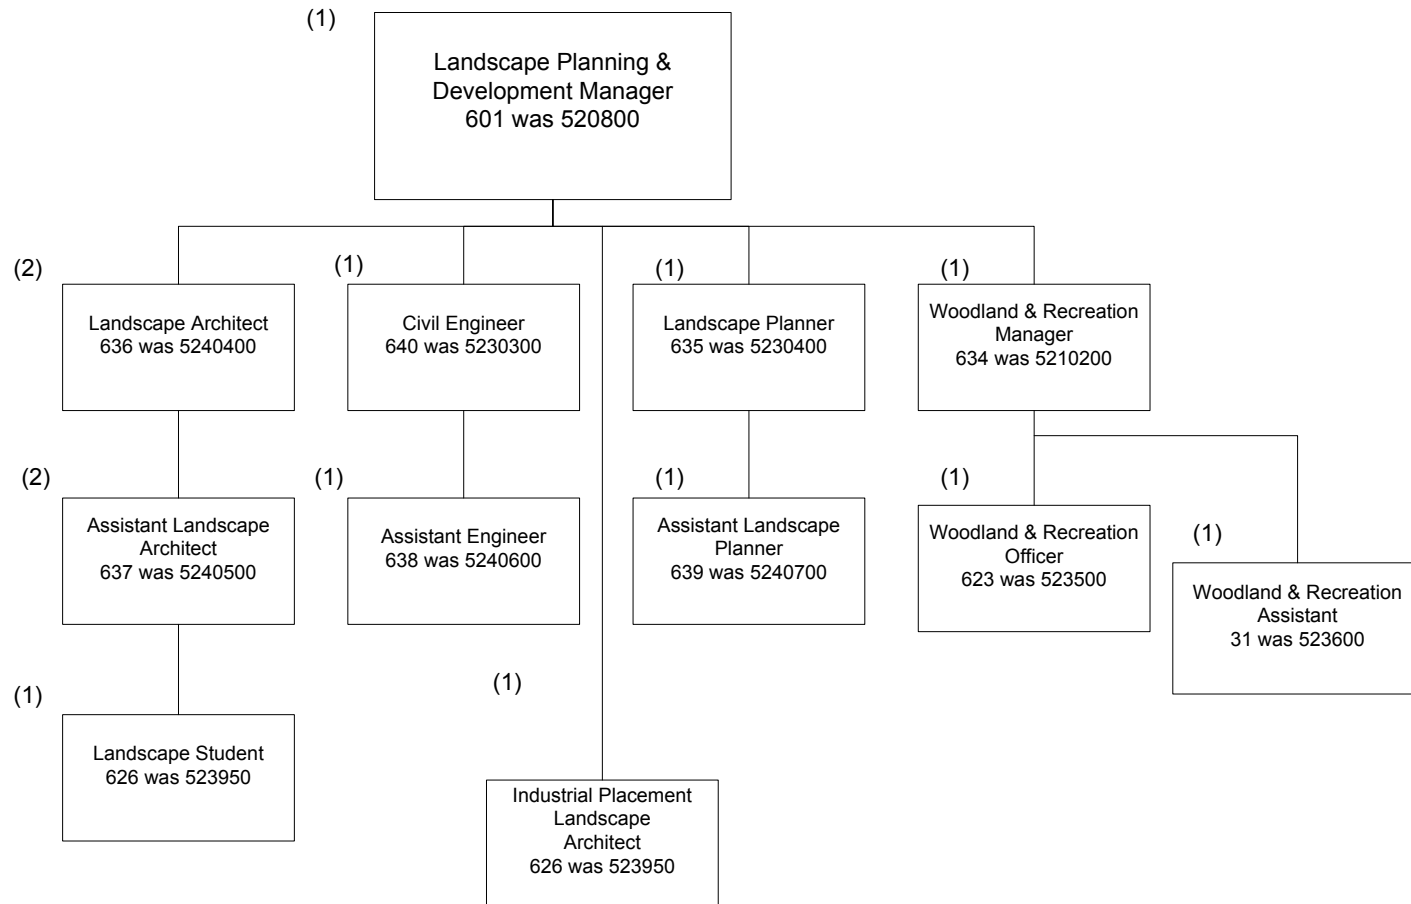 (1)
Landscape Planning &
Development Manager
601 was 520800
(2)
Landscape Architect
636 was 5240400
(1)
Civil Engineer
640 was 5230300
(1)
Landscape Planner
635 was 5230400
(1)
Woodland & Recreation
Manager
634 was 5210200
(2)
Assistant Landscape
Architect
637 was 5240500
(1)
Assistant Engineer
638 was 5240600
(1)
Assistant Landscape
Planner
639 was 5240700
(1)
Woodland & Recreation
Officer
623 was 523500
(1)
Woodland & Recreation
Assistant
31 was 523600
(1)
Landscape Student
626 was 523950
(1)
Industrial Placement
Landscape
Architect
626 was 523950